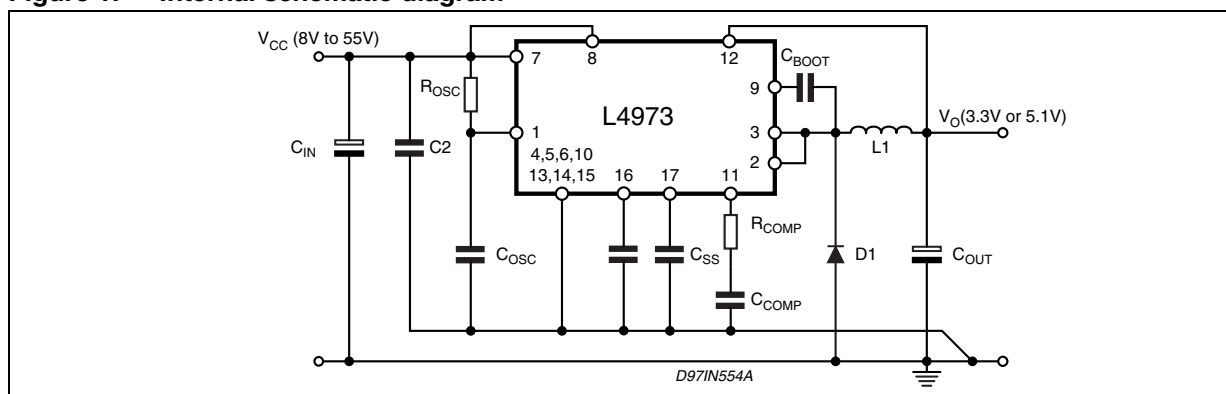 Figure 1. Internal schematic diagram
VCC (8V to 55V)
7
8
12
CBOOT
9
ROSC
L4973
VO(3.3V or 5.1V)
1
3
L1
CIN
C2
4,5,6,10
13,14,15
16
17
11
2
RCOMP
COSC
CSS
D1
COUT
CCOMP
D97IN554A